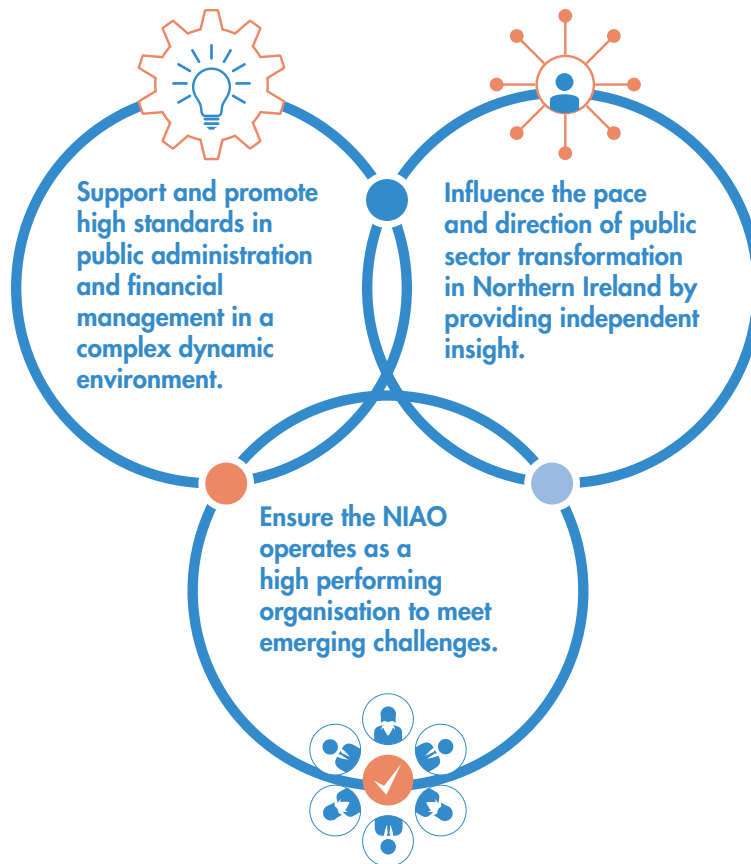 Support and promote
high standards in
public administration
and financial
management in a
complex dynamic
environment.
Influence the pace
and direction of public
sector transformation
in Northern Ireland by
providing independent
insight.
Ensure the NIAO
operates as a
high performing
organisation to meet
emerging challenges.